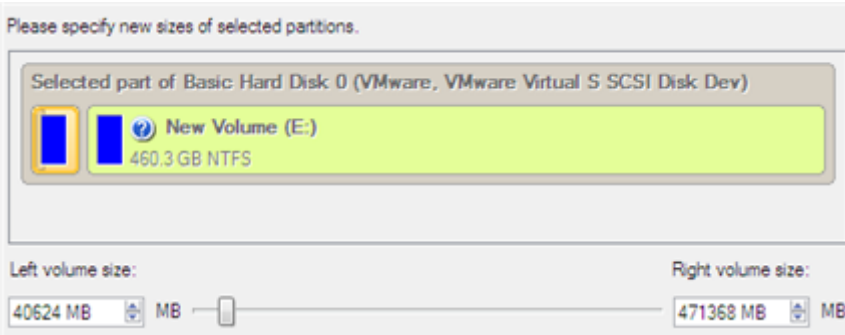 Please specify new sizes of selected partitions.
Selected part of Basic Hard Disk 0 (VMware, VMware Virtual S SCSI Disk Dev)
New Volume (E:)
460.3 GB NTFS
Left volume size:
Right volume size:
40624 MB MB
471368 MB MB